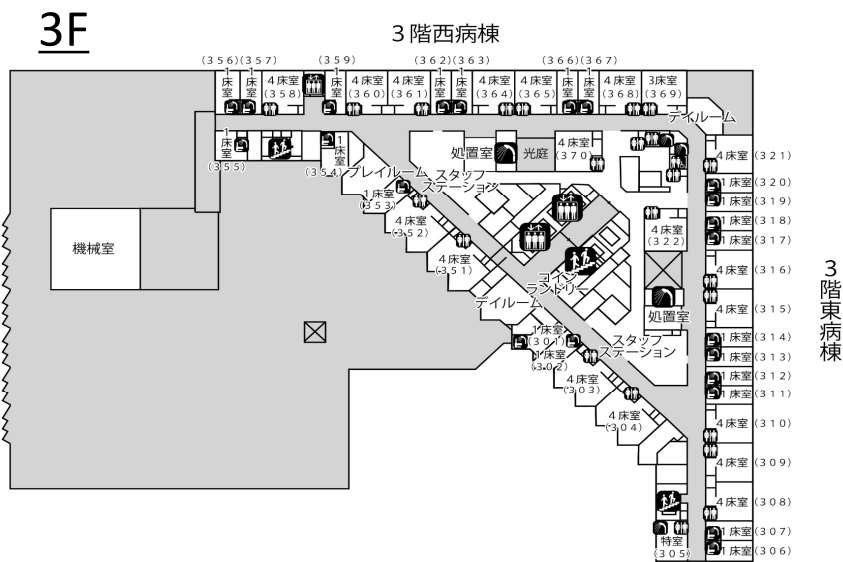 3F
３階西病棟
(３５６)
(３５７)
(３５９)
(３６２)
(３６３)
(３６６)
(３６７)
１床室
１床室
４床室
(３５８)
１床室
４床室
(３６０)
４床室
(３６１)
１床室
１床室
４床室
(３６４)
４床室
(３６５)
１床室
１床室
４床室
(３６８)
3床室
(３６９)
デイルーム
１床室
(３５５)
１床室
(３５４)
プレイルーム
スタッフ
ステーション
処置室
光庭
４床室
(３７０)
４床室(３２１)
１床室(３２０)
１床室(３１９)
１床室(３１８)
１床室(３１７)
４床室(３１６)
４床室(３１５)
１床室(３１４)
１床室(３１３)
１床室(３１２)
１床室(３１１)
４床室(３１０)
４床室(３０９)
４床室(３０８)
１床室(３０７)
１床室(３０６)
１床室
(３５３)
４床室
(３５２)
４床室
(３５１)
デイルーム
４床室
(３２２)
処置室
コイン
ランドリー
スタッフ
ステーション
１床室
(３０１)
１床室
(３０２)
４床室
(３０３)
４床室
(３０４)
特室
(３０５)
機械室
３階東病棟